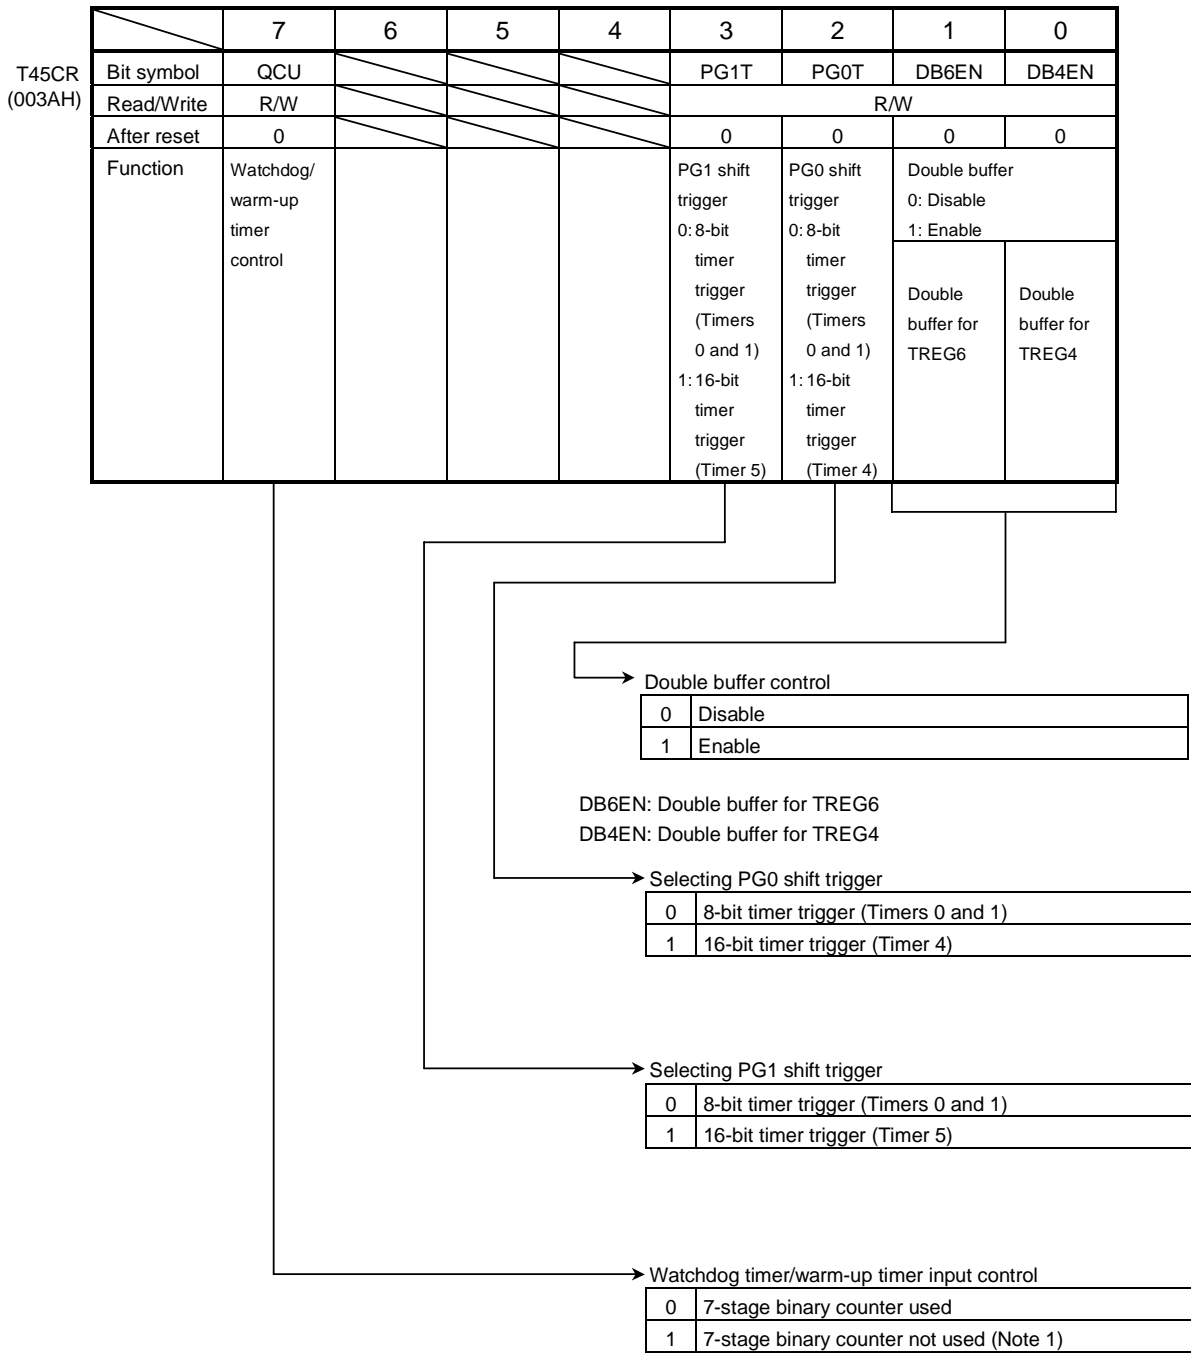 7 6 5 4 3 2 1 0
T45CR
(003AH)
Bit symbol QCU PG1T PG0T DB6EN DB4EN
Read/Write R/W R/W
After reset 0 0 0 0 0
Function
Watchdog/
warm-up
timer
control
PG1 shift
trigger
0: 8-bit
timer
trigger
(Timers
0 and 1)
1: 16-bit
timer
trigger
(Timer 5)
PG0 shift
trigger
0: 8-bit
timer
trigger
(Timers
0 and 1)
1: 16-bit
timer
trigger
(Timer 4)
Double buffer
0: Disable
1: Enable
Double
buffer for
TREG6
Double
buffer for
TREG4
Double buffer control
0 Disable
1 Enable
DB6EN: Double buffer for TREG6
DB4EN: Double buffer for TREG4
Selecting PG0 shift trigger
0 8-bit timer trigger (Timers 0 and 1)
1 16-bit timer trigger (Timer 4)
Selecting PG1 shift trigger
0 8-bit timer trigger (Timers 0 and 1)
1 16-bit timer trigger (Timer 5)
Watchdog timer/warm-up timer input control
0 7-stage binary counter used
1 7-stage binary counter not used (Note 1)